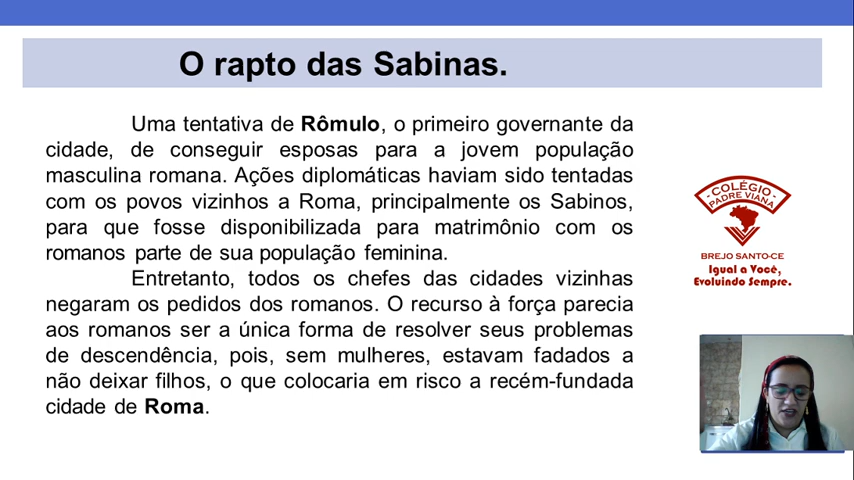 O rapto das Sabinas.
Uma tentativa de Rômulo, o primeiro governante da
cidade, de conseguir esposas para a jovem população
masculina romana. Ações diplomáticas haviam sido tentadas
com os povos vizinhos a Roma, principalmente os Sabinos,
para que fosse disponibilizada para matrimônio com os
romanos parte de sua população feminina.
Entretanto, todos os chefes das cidades vizinhas
negaram os pedidos dos romanos. O recurso à força parecia
aos romanos ser a única forma de resolver seus problemas
de descendência, pois, sem mulheres, estavam fadados a
não deixar filhos, o que colocaria em risco a recém-fundada
cidade de Roma.
COLÉGIO
PADRE VIANA
BREJO SANTO-CE
Igual a Você,
Evoluindo Sempre.